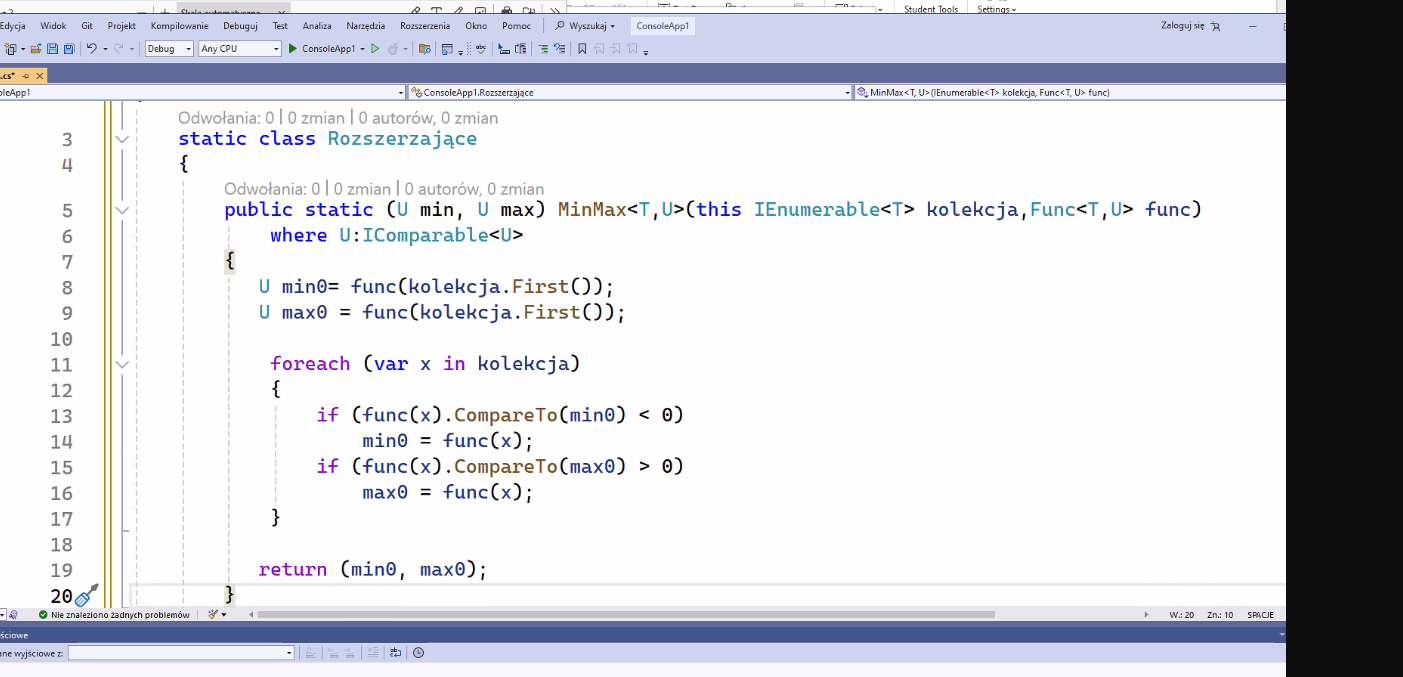 Student Tools Settings
Edycja Widok Git Projekt Kompilowanie Debuguj Test Analiza Narzędzia Rozszerzenia Okno Pomoc Wyszukaj ConsoleApp1 Zaloguj się
Debug Any CPU ConsoleApp1
.cs*
oleApp1 ConsoleApp1.Rozszerzające MinMax<T, U>(IEnumerable<T> kolekcja, Func<T, U> func)
Odwołania: 0 | 0 zmian | 0 autorów, 0 zmian
3 static class Rozszerzające
4 {
Odwołania: 0 | 0 zmian | 0 autorów, 0 zmian
5 public static (U min, U max) MinMax<T,U>(this IEnumerable<T> kolekcja,Func<T,U> func)
6 where U:IComparable<U>
7 {
8 U min0= func(kolekcja.First());
9 U max0 = func(kolekcja.First());
10
11 foreach (var x in kolekcja)
12 {
13 if (func(x).CompareTo(min0) < 0)
14 min0 = func(x);
15 if (func(x).CompareTo(max0) > 0)
16 max0 = func(x);
17 }
18
19 return (min0, max0);
20 }
Nie znaleziono żadnych problemów W.: 20 Zn.: 10 SPACJE
ściowe
ane wyjściowe z: